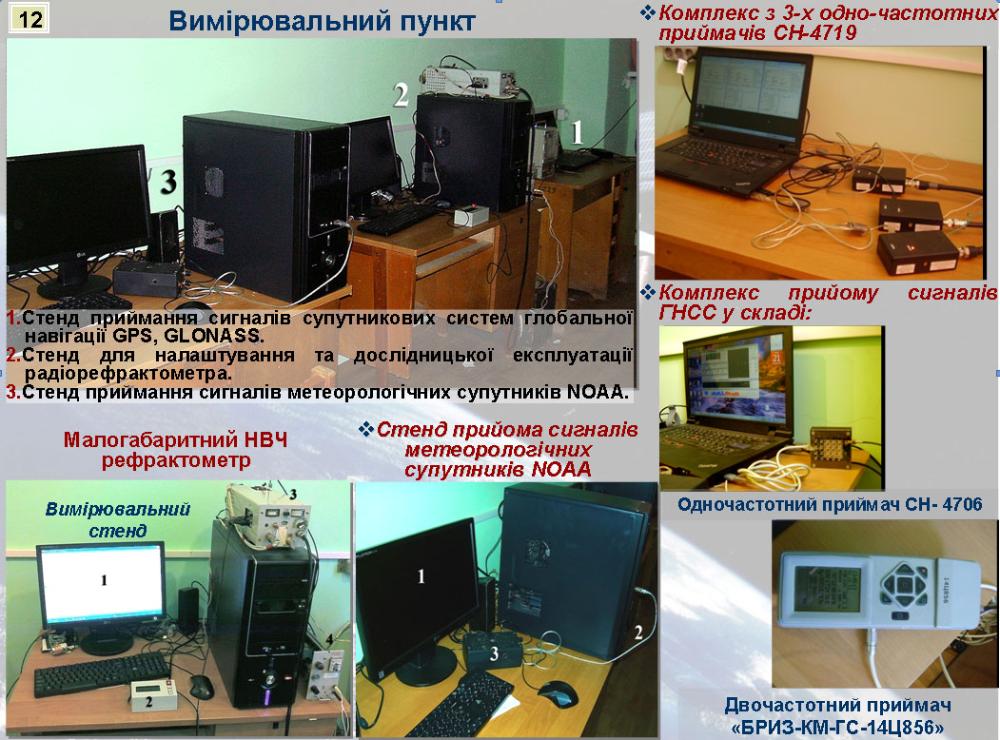 12
Вимірювальний пункт
3
2
1
1.Стенд приймання сигналів супутникових систем глобальної
навігації GPS, GLONASS.
2.Стенд для налаштування та дослідницької експлуатації
радіорефрактометра.
3.Стенд приймання сигналів метеорологічних супутників NOAA.
Малогабаритний НВЧ
рефрактометр
Вимірювальний
стенд
1
2
3
4
❖Стенд прийома сигналів
метеорологічних
супутників NOAA
1
2
3
❖Комплекс з 3-х одно-частотних
приймачів СН-4719
❖Комплекс прийому сигналів
ГНСС у складі:
21
Одночастотний приймач СН- 4706
14Ц856
Двочастотний приймач
«БРИЗ-КМ-ГС-14Ц856»